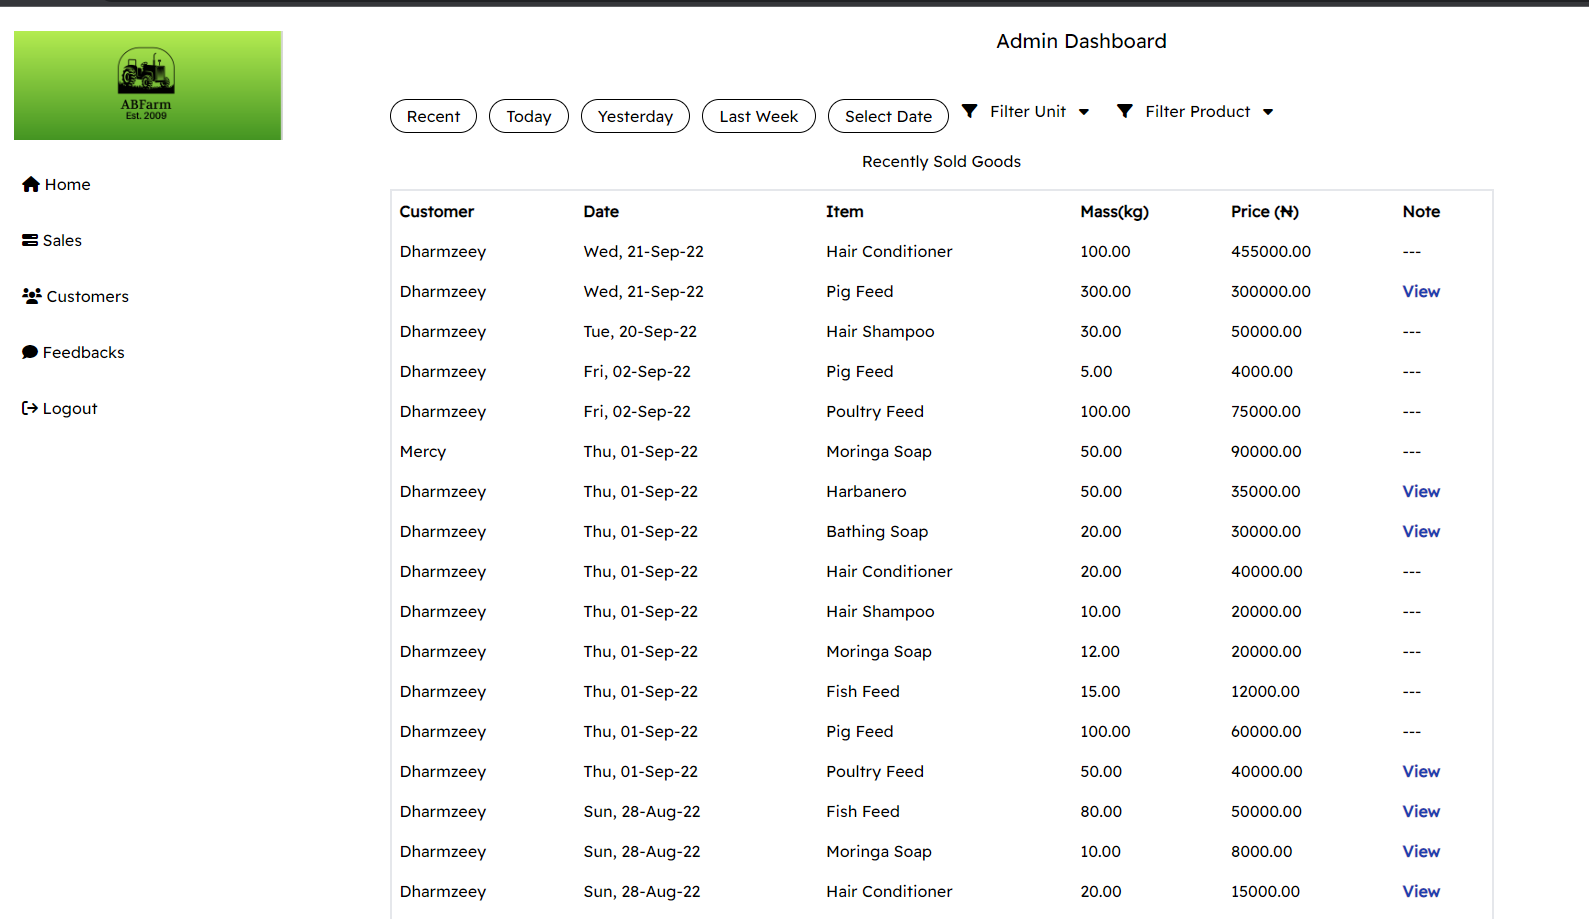 ABFarm
Est. 2009
Home
Sales
Customers
Feedbacks
Logout
Admin Dashboard
Recent Today Yesterday Last Week Select Date Filter Unit Filter Product
Recently Sold Goods
Customer Date Item Mass(kg) Price (₦) Note
Dharmzeey Wed, 21-Sep-22 Hair Conditioner 100.00 455000.00 ---
Dharmzeey Wed, 21-Sep-22 Pig Feed 300.00 300000.00 View
Dharmzeey Tue, 20-Sep-22 Hair Shampoo 30.00 50000.00 ---
Dharmzeey Fri, 02-Sep-22 Pig Feed 5.00 4000.00 ---
Dharmzeey Fri, 02-Sep-22 Poultry Feed 100.00 75000.00 ---
Mercy Thu, 01-Sep-22 Moringa Soap 50.00 90000.00 ---
Dharmzeey Thu, 01-Sep-22 Harbanero 50.00 35000.00 View
Dharmzeey Thu, 01-Sep-22 Bathing Soap 20.00 30000.00 View
Dharmzeey Thu, 01-Sep-22 Hair Conditioner 20.00 40000.00 ---
Dharmzeey Thu, 01-Sep-22 Hair Shampoo 10.00 20000.00 ---
Dharmzeey Thu, 01-Sep-22 Moringa Soap 12.00 20000.00 ---
Dharmzeey Thu, 01-Sep-22 Fish Feed 15.00 12000.00 ---
Dharmzeey Thu, 01-Sep-22 Pig Feed 100.00 60000.00 ---
Dharmzeey Thu, 01-Sep-22 Poultry Feed 50.00 40000.00 View
Dharmzeey Sun, 28-Aug-22 Fish Feed 80.00 50000.00 View
Dharmzeey Sun, 28-Aug-22 Moringa Soap 10.00 8000.00 View
Dharmzeey Sun, 28-Aug-22 Hair Conditioner 20.00 15000.00 View